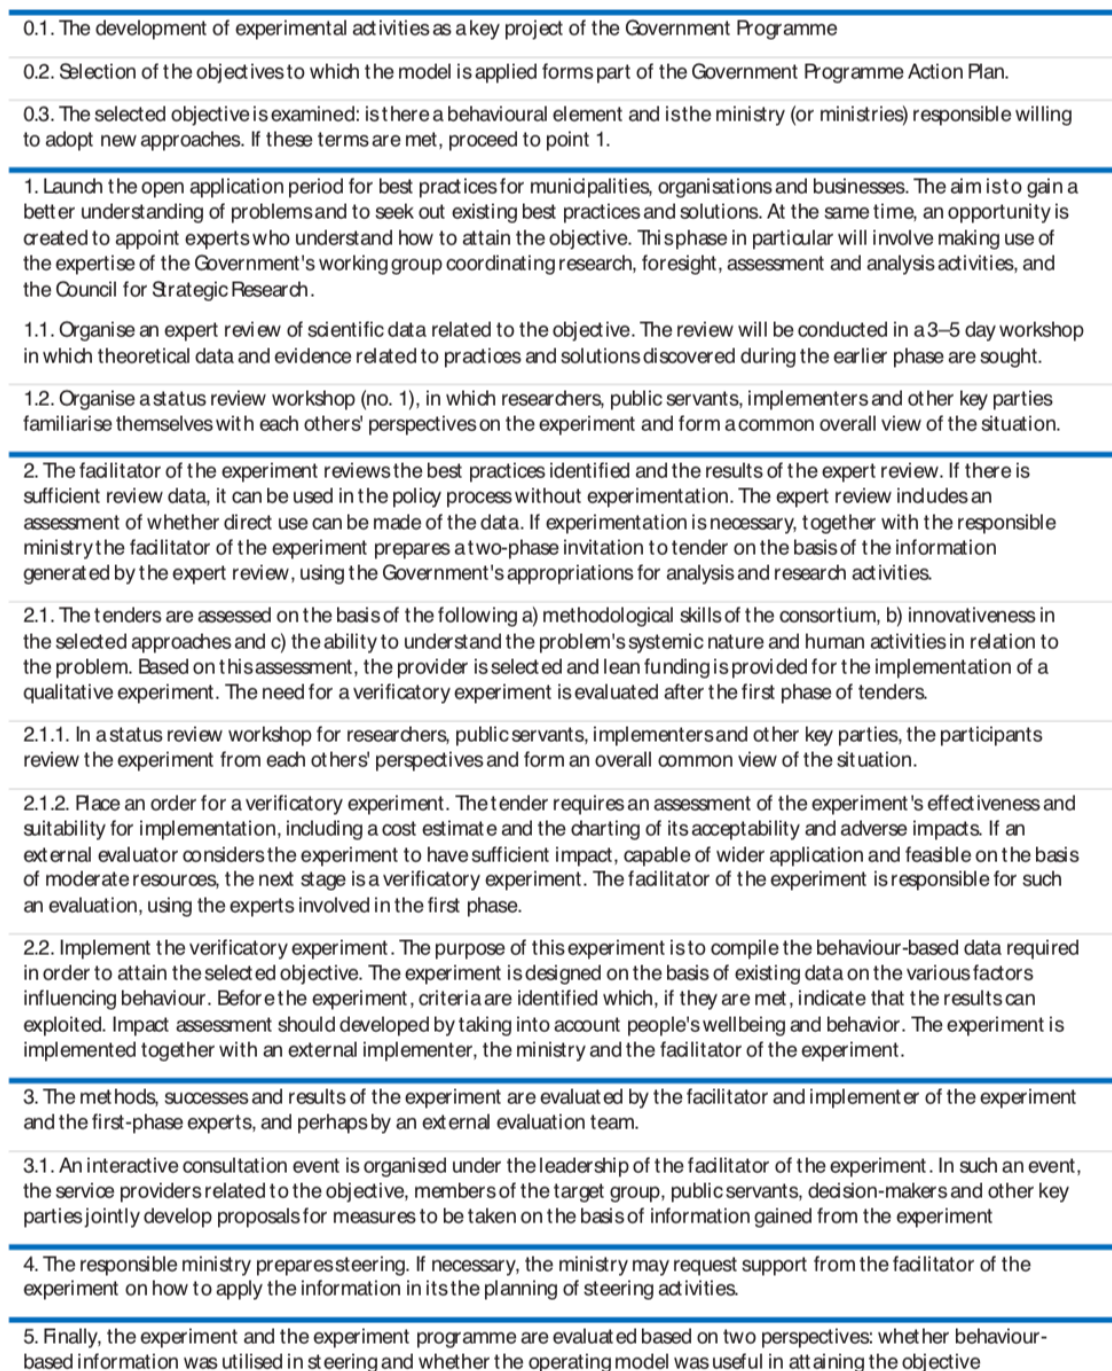 0.1. The development of experimental activities as a key project of the Government Programme
0.2. Selection of the objectives to which the model is applied forms part of the Government Programme Action Plan.
0.3. The selected objective is examined: is there a behavioural element and is the ministry (or ministries) responsible willing
to adopt new approaches. If these terms are met, proceed to point 1.
1. Launch the open application period for best practices for municipalities, organisations and businesses. The aim is to gain a
better understanding of problems and to seek out existing best practices and solutions. At the same time, an opportunity is
created to appoint experts who understand how to attain the objective. This phase in particular will involve making use of
the expertise of the Government's working group coordinating research, foresight, assessment and analysis activities, and
the Council for Strategic Research.
1.1. Organise an expert review of scientific data related to the objective. The review will be conducted in a 3–5 day workshop
in which theoretical data and evidence related to practices and solutions discovered during the earlier phase are sought.
1.2. Organise a status review workshop (no. 1), in which researchers, public servants, implementers and other key parties
familiarise themselves with each others' perspectives on the experiment and form a common overall view of the situation.
2. The facilitator of the experiment reviews the best practices identified and the results of the expert review. If there is
sufficient review data, it can be used in the policy process without experimentation. The expert review includes an
assessment of whether direct use can be made of the data. If experimentation is necessary, together with the responsible
ministry the facilitator of the experiment prepares a two-phase invitation to tender on the basis of the information
generated by the expert review, using the Government's appropriations for analysis and research activities.
2.1. The tenders are assessed on the basis of the following a) methodological skills of the consortium, b) innovativeness in
the selected approaches and c) the ability to understand the problem's systemic nature and human activities in relation to
the problem. Based on this assessment, the provider is selected and lean funding is provided for the implementation of a
qualitative experiment. The need for a verificatory experiment is evaluated after the first phase of tenders.
2.1.1. In a status review workshop for researchers, public servants, implementers and other key parties, the participants
review the experiment from each others' perspectives and form an overall common view of the situation.
2.1.2. Place an order for a verificatory experiment. The tender requires an assessment of the experiment's effectiveness and
suitability for implementation, including a cost estimate and the charting of its acceptability and adverse impacts. If an
external evaluator considers the experiment to have sufficient impact, capable of wider application and feasible on the basis
of moderate resources, the next stage is a verificatory experiment. The facilitator of the experiment is responsible for such
an evaluation, using the experts involved in the first phase.
2.2. Implement the verificatory experiment. The purpose of this experiment is to compile the behaviour-based data required
in order to attain the selected objective. The experiment is designed on the basis of existing data on the various factors
influencing behaviour. Before the experiment, criteria are identified which, if they are met, indicate that the results can
exploited. Impact assessment should developed by taking into account people's wellbeing and behavior. The experiment is
implemented together with an external implementer, the ministry and the facilitator of the experiment.
3. The methods, successes and results of the experiment are evaluated by the facilitator and implementer of the experiment
and the first-phase experts, and perhaps by an external evaluation team.
3.1. An interactive consultation event is organised under the leadership of the facilitator of the experiment. In such an event,
the service providers related to the objective, members of the target group, public servants, decision-makers and other key
parties jointly develop proposals for measures to be taken on the basis of information gained from the experiment
4. The responsible ministry prepares steering. If necessary, the ministry may request support from the facilitator of the
experiment on how to apply the information in its the planning of steering activities.
5. Finally, the experiment and the experiment programme are evaluated based on two perspectives: whether behaviour-
based information was utilised in steering and whether the operating model was useful in attaining the objective